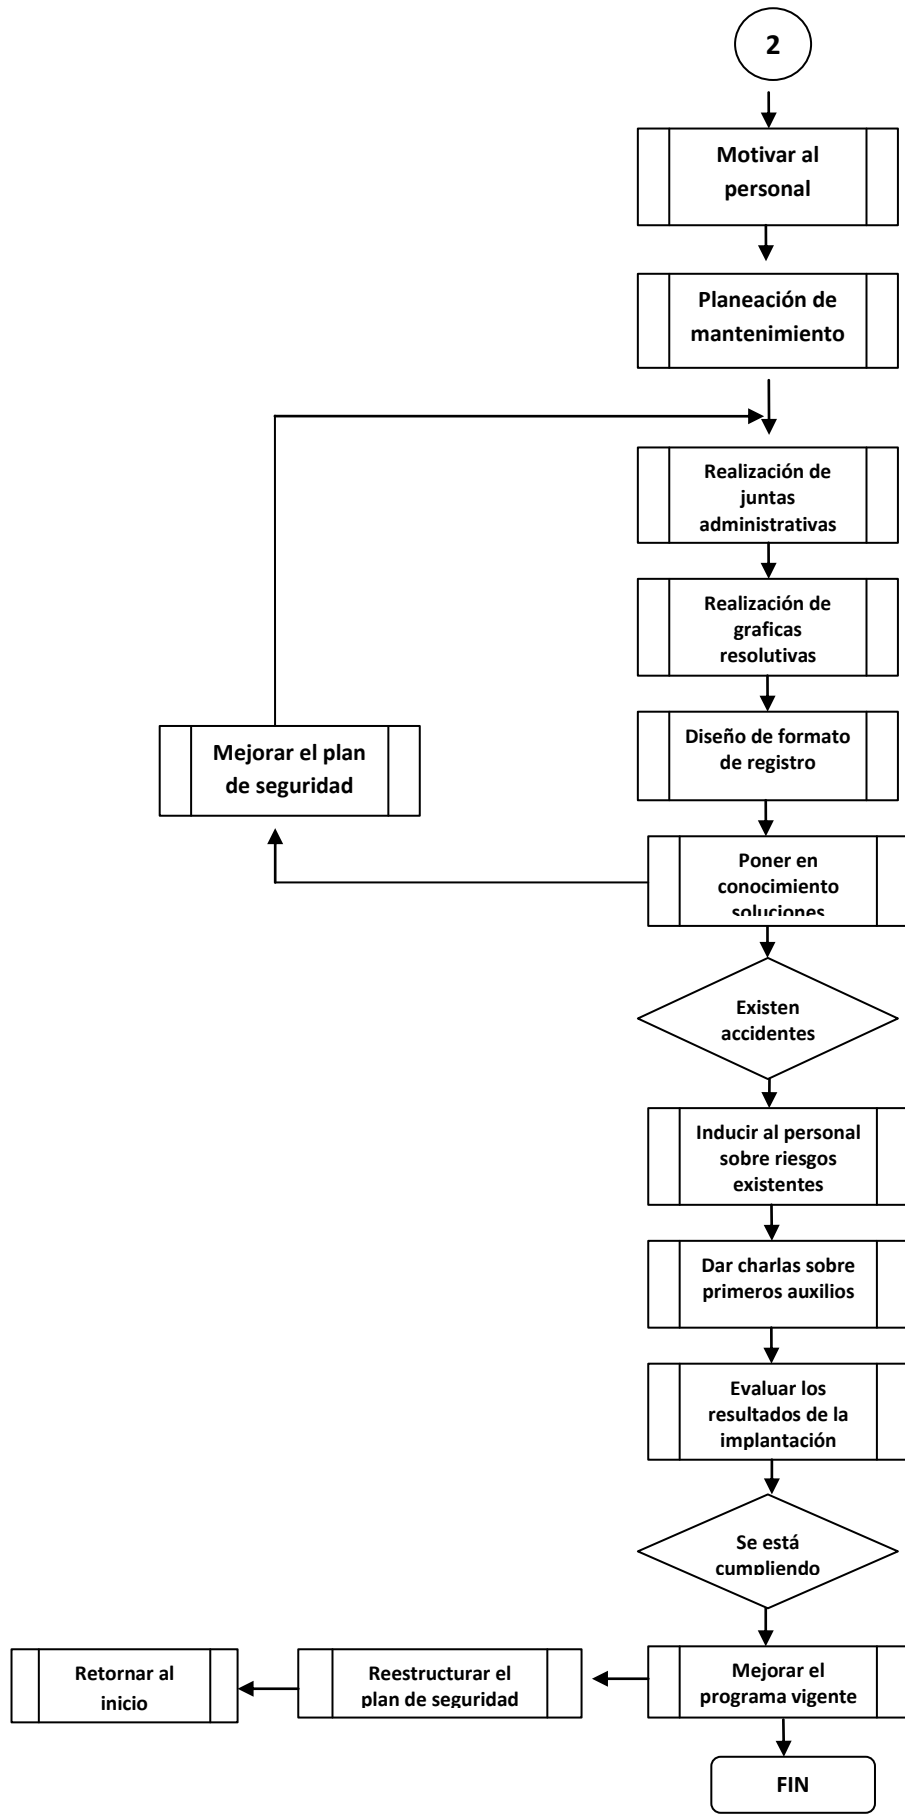 2
Motivar al
personal
Planeación de
mantenimiento
Realización de
juntas
administrativas
Realización de
graficas
resolutivas
Mejorar el plan
de seguridad
Diseño de formato
de registro
Poner en
conocimiento
soluciones
Existen
accidentes
Inducir al personal
sobre riesgos
existentes
Dar charlas sobre
primeros auxilios
Evaluar los
resultados de la
implantación
Se está
cumpliendo
Retornar al
inicio
Reestructurar el
plan de seguridad
Mejorar el
programa vigente
FIN